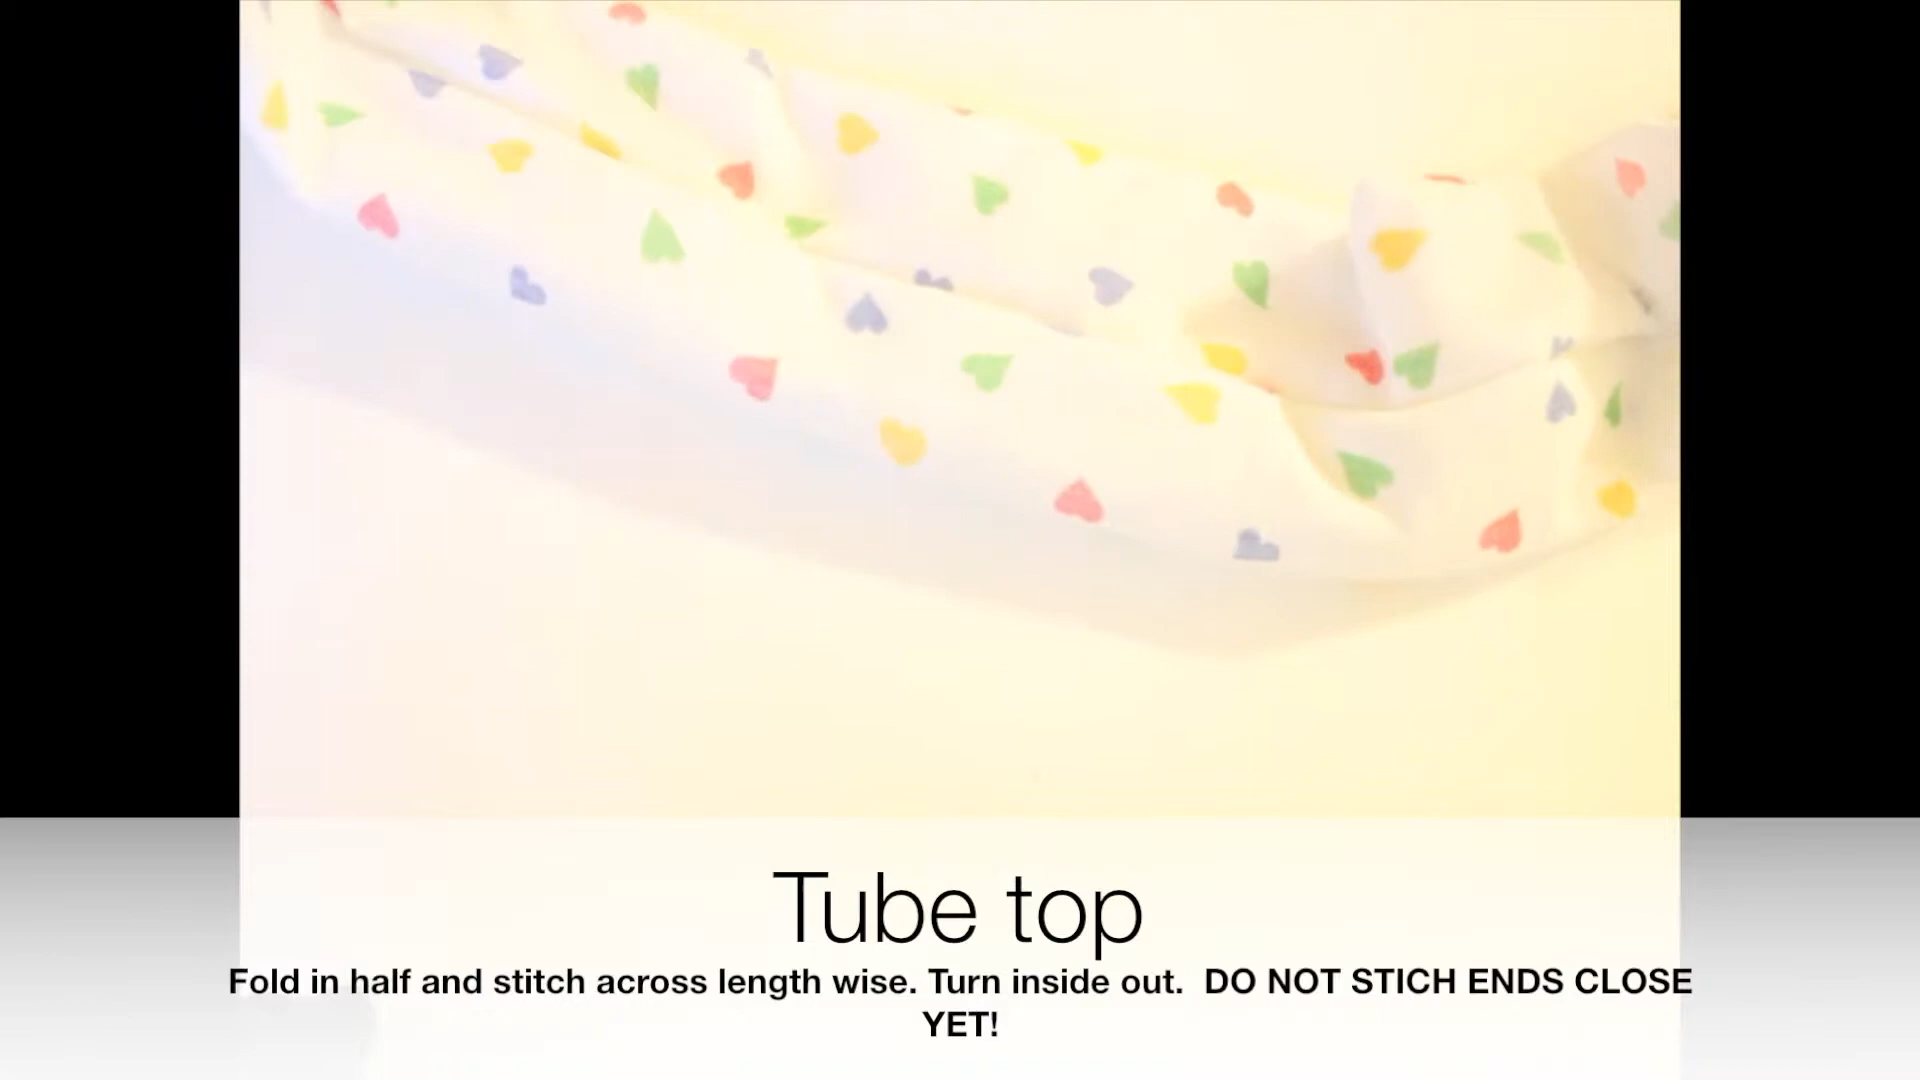 Tube top
Fold in half and stitch across length wise. Turn inside out.  DO NOT STICH ENDS CLOSE
YET!